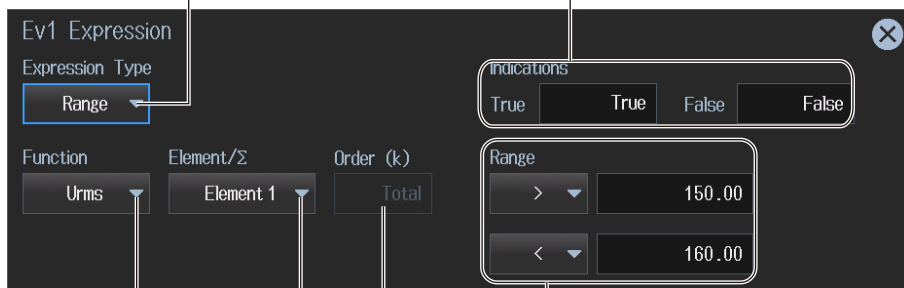 Ev1 Expression
Expression Type
Range
Indications
True True False False
Function Element/Σ Order (k) Range
Urms Element 1 Total > 150.00
< 160.00